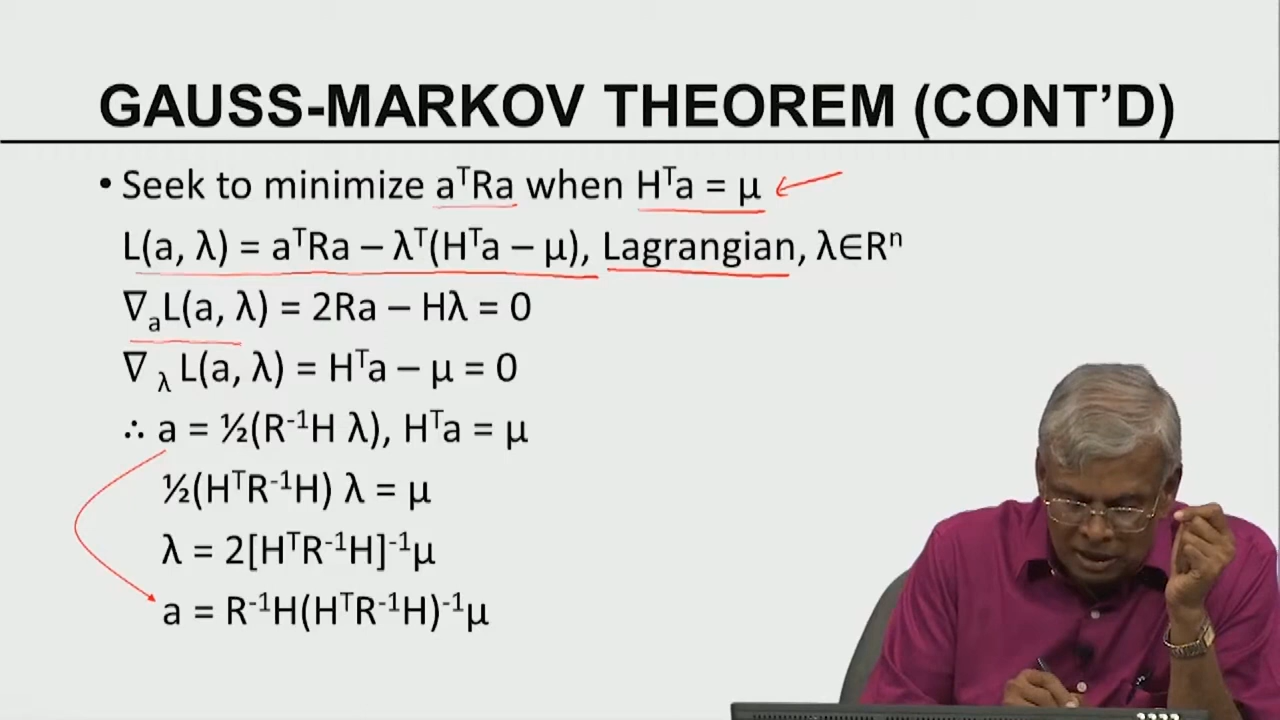 GAUSS-MARKOV THEOREM (CONT'D)
• Seek to minimize aᵀRa when Hᵀa = μ
L(a, λ) = aᵀRa – λᵀ(Hᵀa – μ), Lagrangian, λ∈Rⁿ
∇ₐL(a, λ) = 2Ra – Hλ = 0
∇ λ L(a, λ) = Hᵀa – μ = 0
∴ a = ½(R⁻¹H λ), Hᵀa = μ
½(HᵀR⁻¹H) λ = μ
λ = 2[HᵀR⁻¹H]⁻¹μ
a = R⁻¹H(HᵀR⁻¹H)⁻¹μ